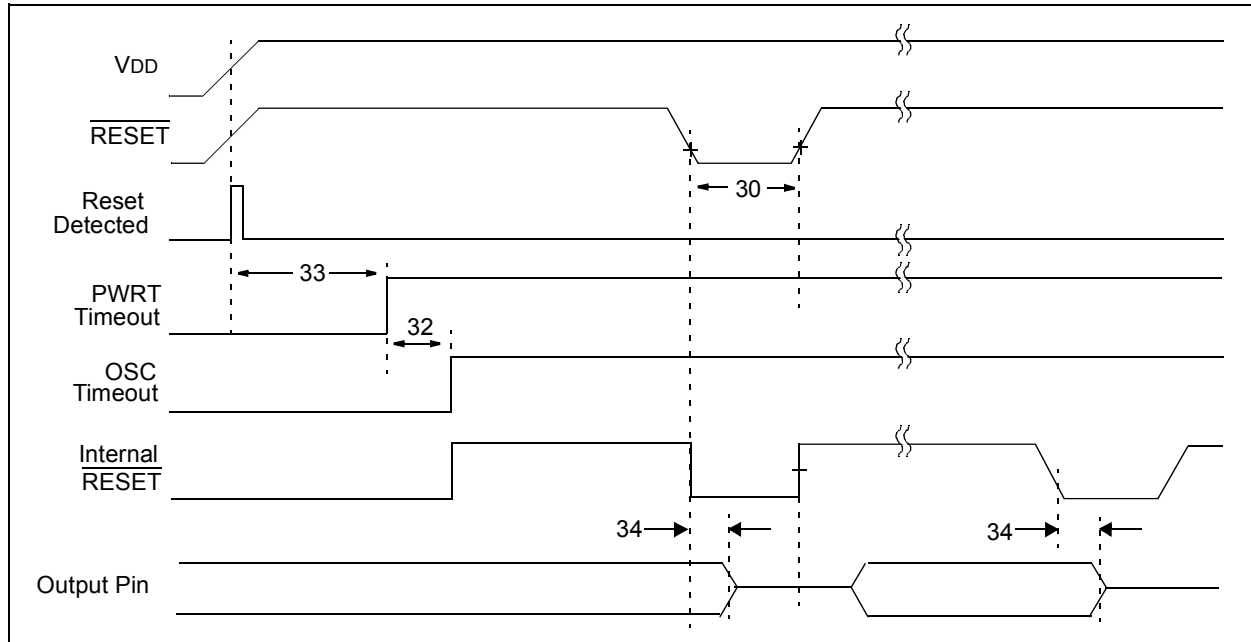 VDD
RESET
30
Reset
Detected
33
PWRT
Timeout
32
OSC
Timeout
Internal
RESET
34
34
Output Pin